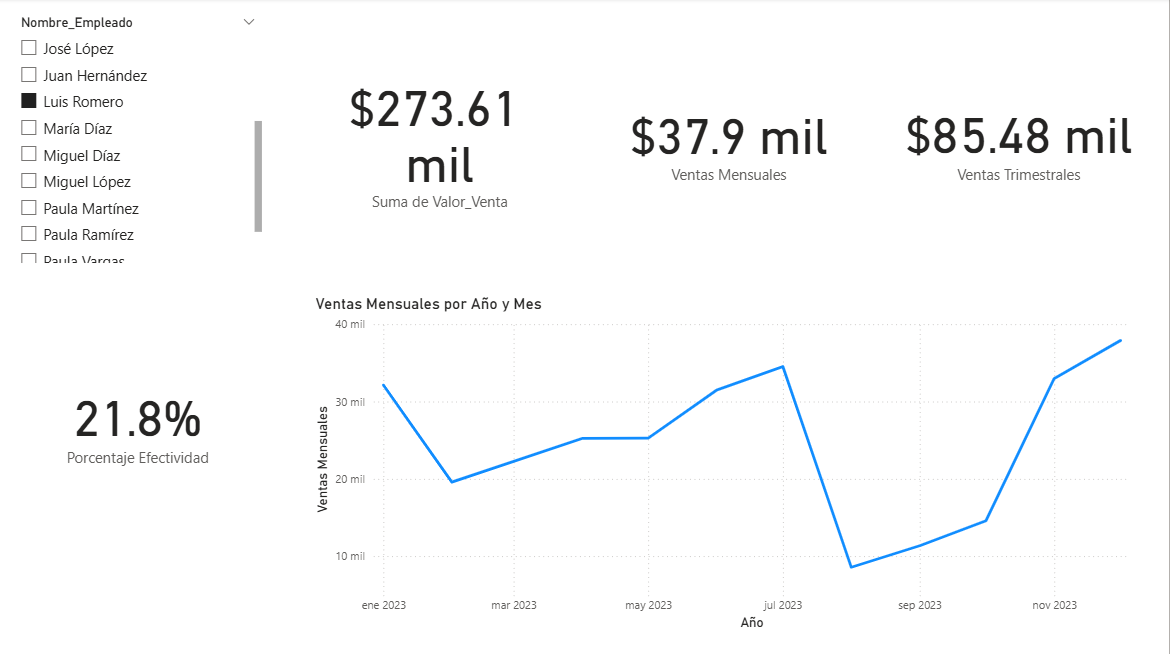 Nombre_Empleado
José López
Juan Hernández
Luis Romero
María Díaz
Miguel Díaz
Miguel López
Paula Martínez
Paula Ramírez
Paula Vargas
$273.61
mil
Suma de Valor_Venta
$37.9 mil
Ventas Mensuales
$85.48 mil
Ventas Trimestrales
21.8%
Porcentaje Efectividad
Ventas Mensuales por Año y Mes
40 mil
30 mil
20 mil
10 mil
Ventas Mensuales
ene 2023
mar 2023
may 2023
jul 2023
sep 2023
nov 2023
Año